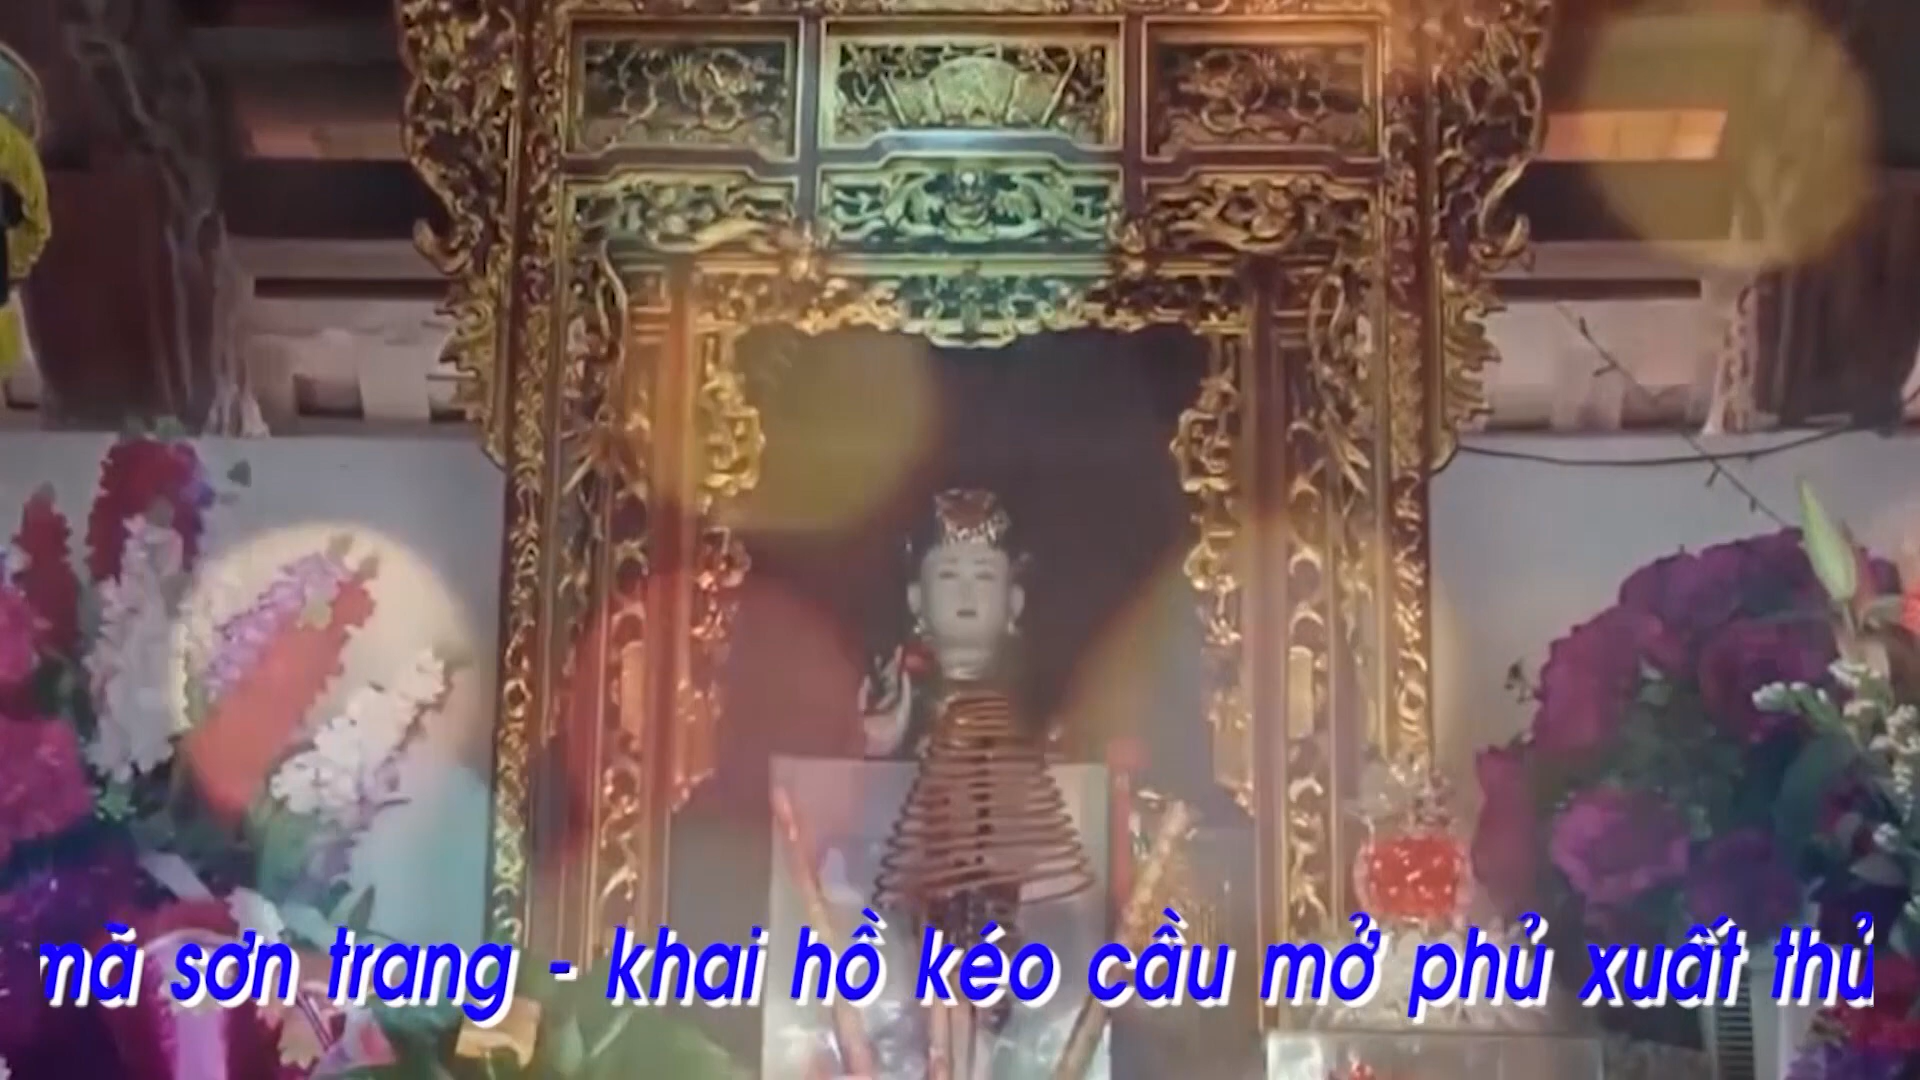 mã sơn trang - khai hồ kéo cầu mở phủ xuất thủ